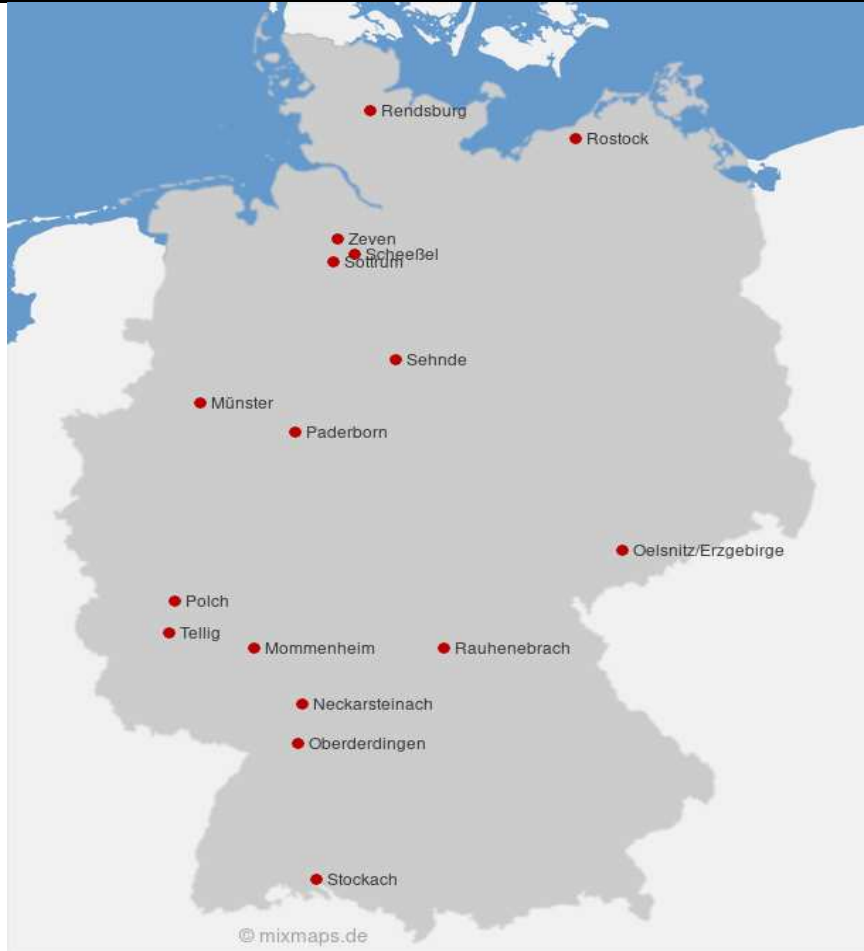 Rendsburg
Rostock
Zeven
Scheeßel
Sottrum
Sehnde
Münster
Paderborn
Oelsnitz/Erzgebirge
Polch
Tellig
Mommenheim
Rauhenebrach
Neckarsteinach
Oberderdingen
Stockach
© mixmaps.de